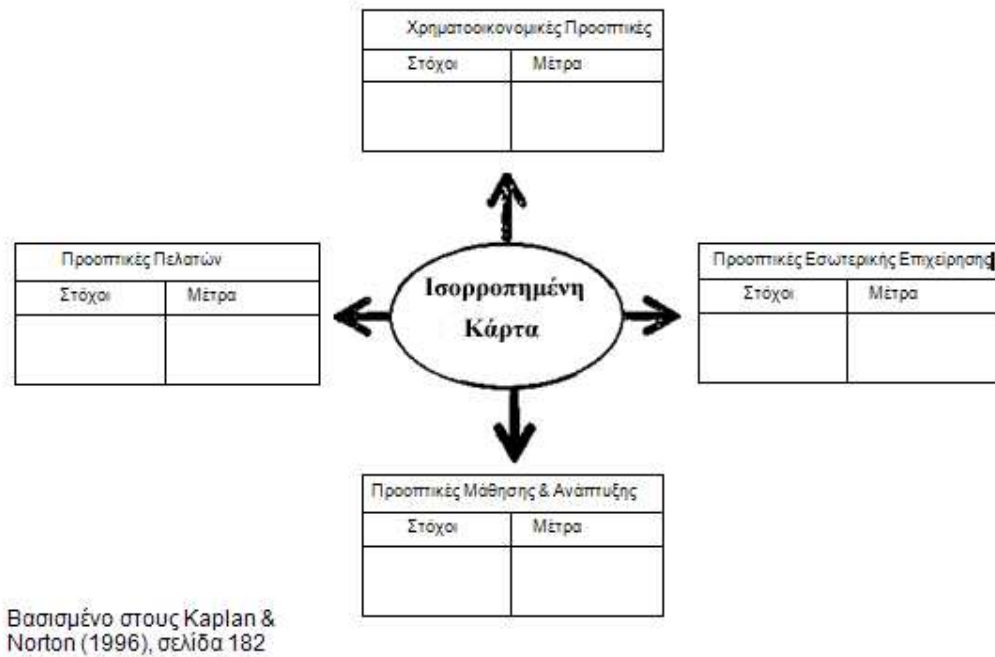 Χρηματοοικονομικές Προοπτικές
Στόχοι Μέτρα
Προοπτικές Πελατών
Στόχοι Μέτρα
Ισορροπημένη
Κάρτα
Προοπτικές Εσωτερικής Επιχείρησης
Στόχοι Μέτρα
Προοπτικές Μάθησης & Ανάπτυξης
Στόχοι Μέτρα
Βασισμένο στους Kaplan &
Norton (1996), σελίδα 182